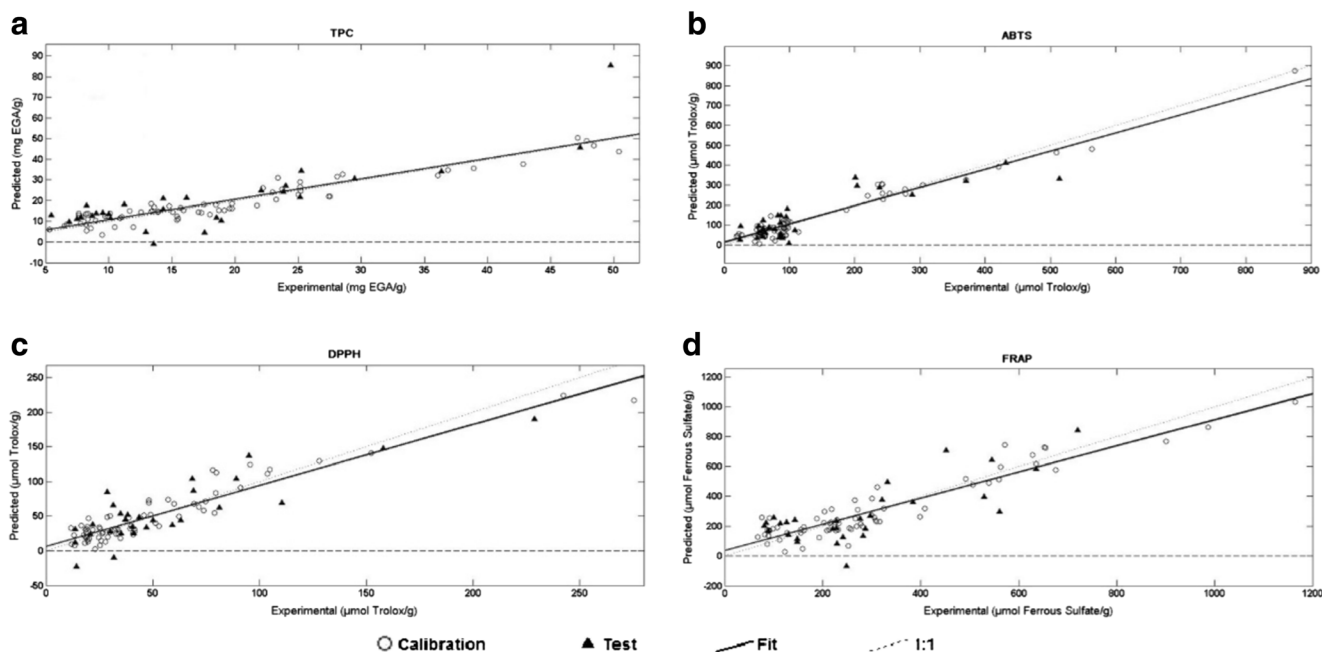 a
TPC
90
80
70
60
50
40
30
20
10
0
-10
Predicted (mg EGA/g)
5 10 15 20 25 30 35 40 45 50
Experimental (mg EGA/g)
b
ABTS
900
800
700
600
500
400
300
200
100
0
-100
Predicted (µmol Trolox/g)
0 100 200 300 400 500 600 700 800 900
Experimental (µmol Trolox/g)
c
DPPH
250
200
150
100
50
0
-50
Predicted (µmol Trolox/g)
0 50 100 150 200 250
Experimental (µmol Trolox/g)
d
FRAP
1200
1000
800
600
400
200
0
-200
Predicted (µmol Ferrous Sulfate/g)
0 200 400 600 800 1000 1200
Experimental (µmol Ferrous Sulfate/g)
Calibration Test Fit 1:1